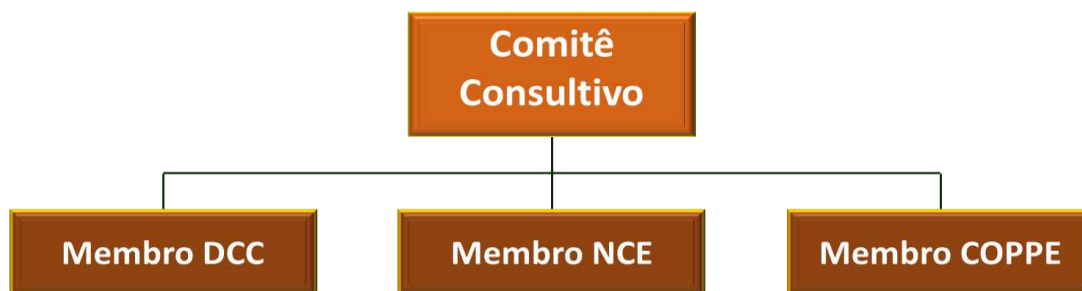 Comitê
Consultivo
Membro DCC
Membro NCE
Membro COPPE